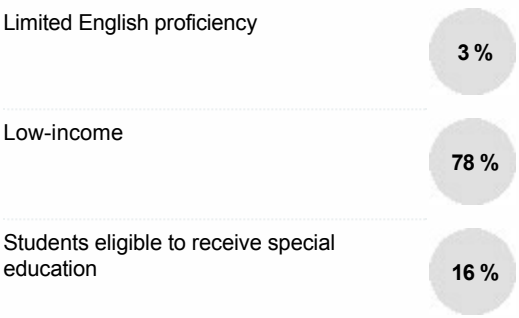 Limited English proficiency
3 %
Low-income
78 %
Students eligible to receive special
education
16 %